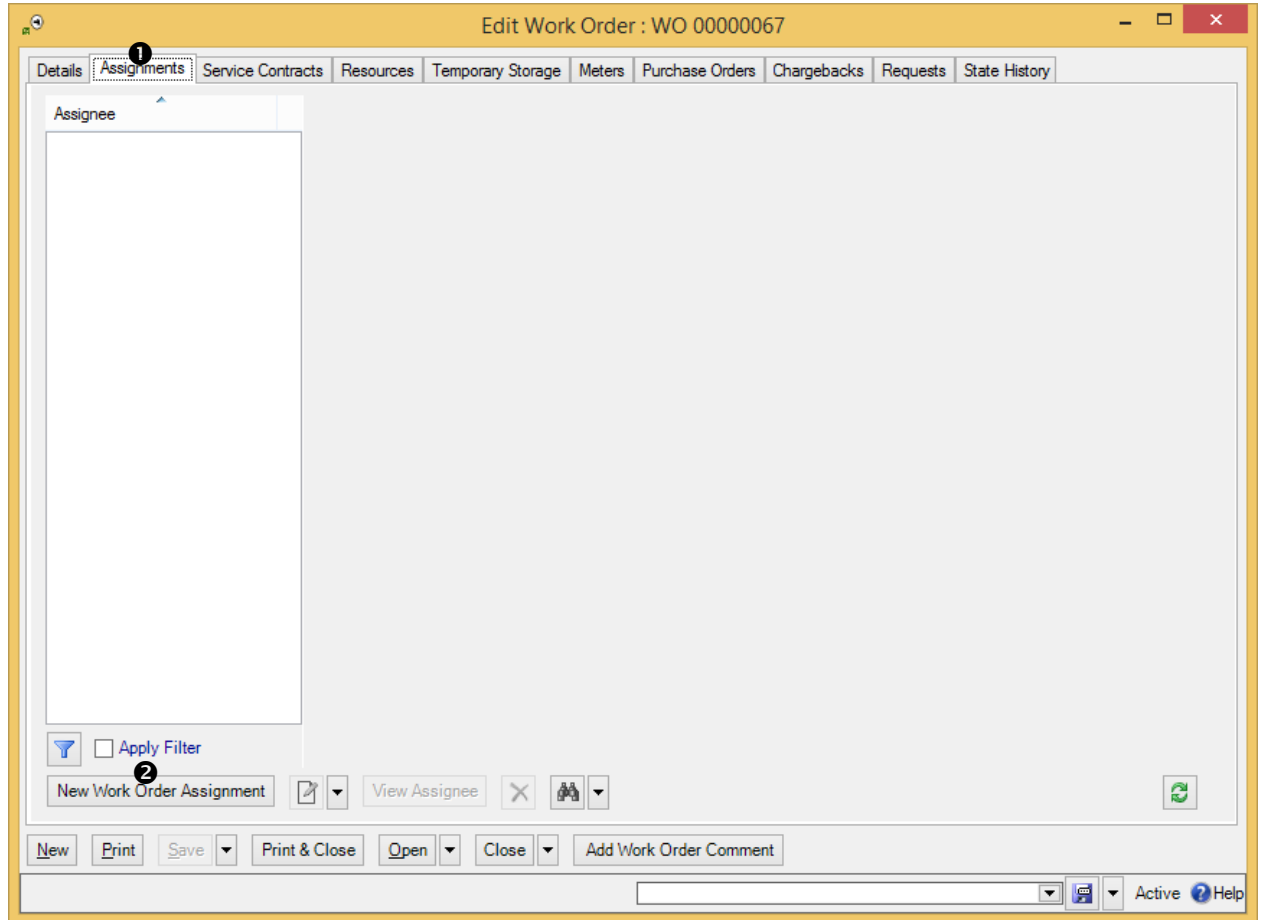 Edit Work Order : WO 00000067
❶
Details Assignments Service Contracts Resources Temporary Storage Meters Purchase Orders Chargebacks Requests State History
Assignee
Apply Filter
❷
New Work Order Assignment View Assignee
New Print Save Print & Close Open Close Add Work Order Comment
Active Help